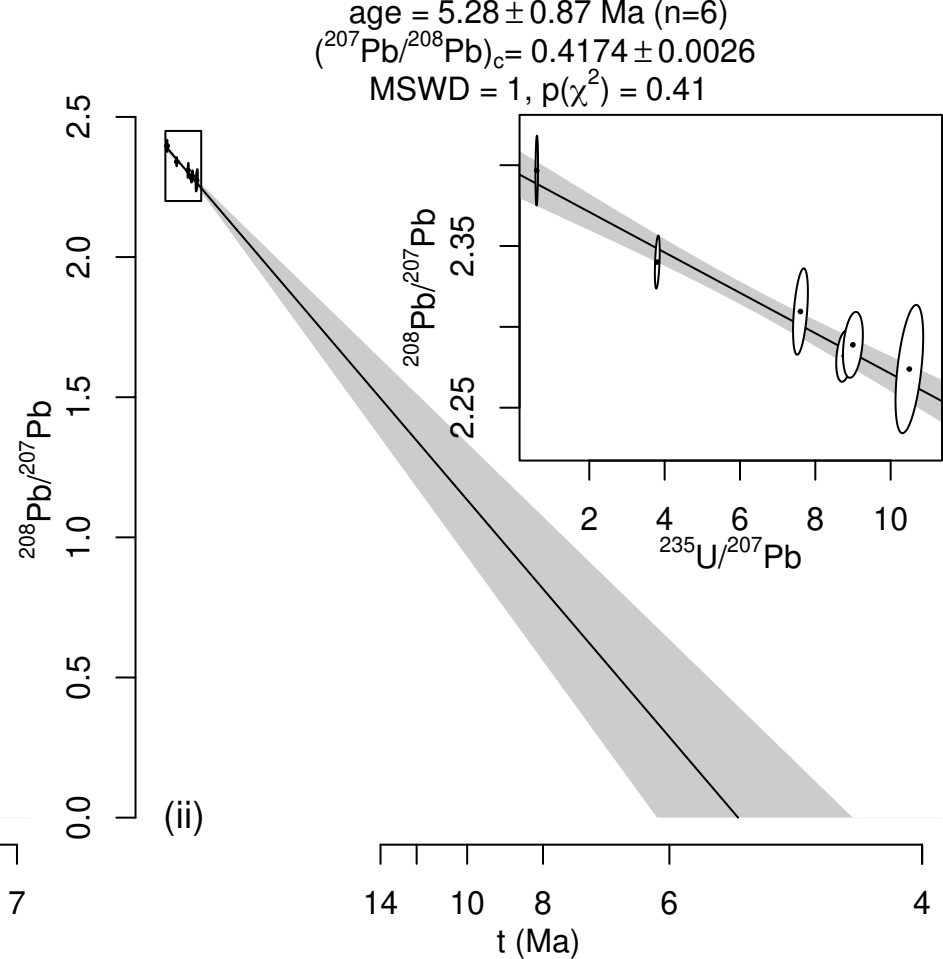 age = 5.28 ± 0.87 Ma (n=6)
(²⁰⁷Pb/²⁰⁸Pb)c= 0.4174 ± 0.0026
MSWD = 1, p(χ²) = 0.41
2.5
2.0
1.5
1.0
0.5
0.0
²⁰⁸Pb/²⁰⁷Pb
2.35
2.25
²⁰⁸Pb/²⁰⁷Pb
2 4 6 8 10
²³⁵U/²⁰⁷Pb
(ii)
7
14 10 8 6 4
t (Ma)